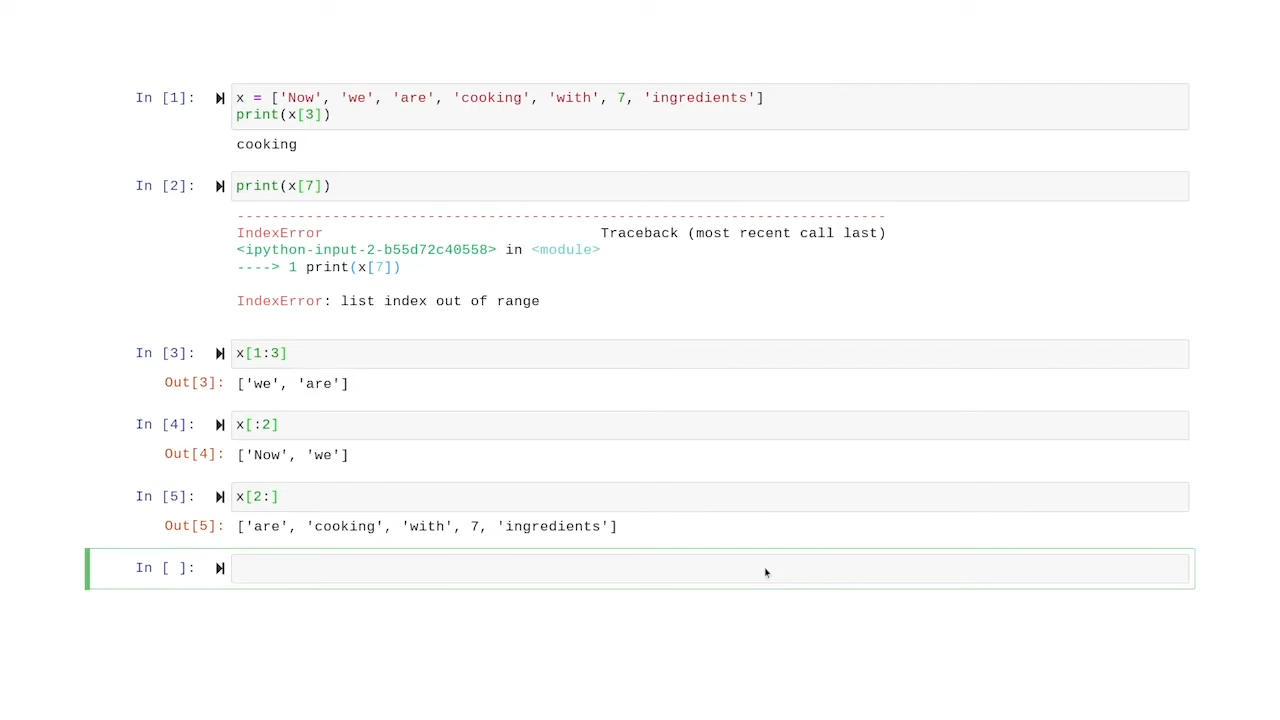 In [1]: x = ['Now', 'we', 'are', 'cooking', 'with', 7, 'ingredients']
print(x[3])
cooking
In [2]: print(x[7])
---------------------------------------------------------------------------
IndexError                                Traceback (most recent call last)
<ipython-input-2-b55d72c40558> in <module>
----> 1 print(x[7])
IndexError: list index out of range
In [3]: x[1:3]
Out[3]: ['we', 'are']
In [4]: x[:2]
Out[4]: ['Now', 'we']
In [5]: x[2:]
Out[5]: ['are', 'cooking', 'with', 7, 'ingredients']
In [ ]: